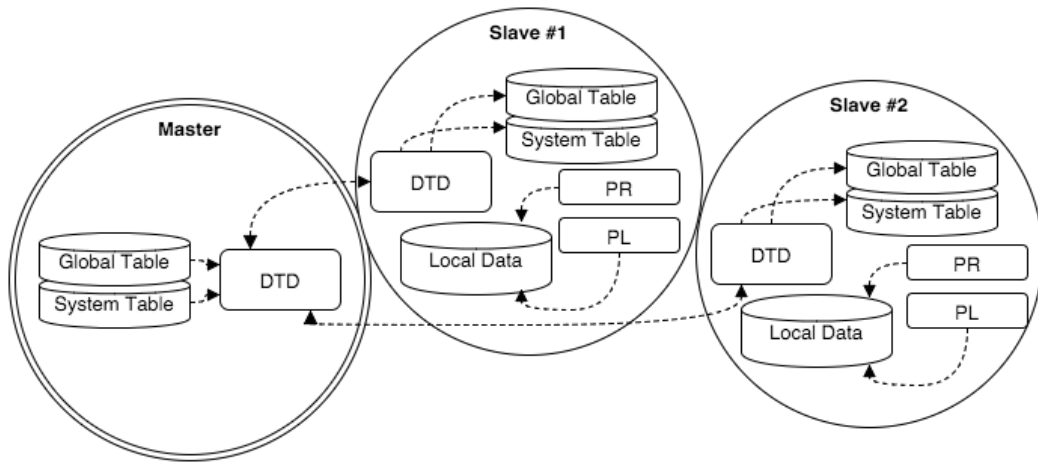 Master
Global Table
System Table
DTD
Slave #1
Global Table
System Table
DTD
PR
PL
Local Data
Slave #2
Global Table
System Table
DTD
PR
PL
Local Data